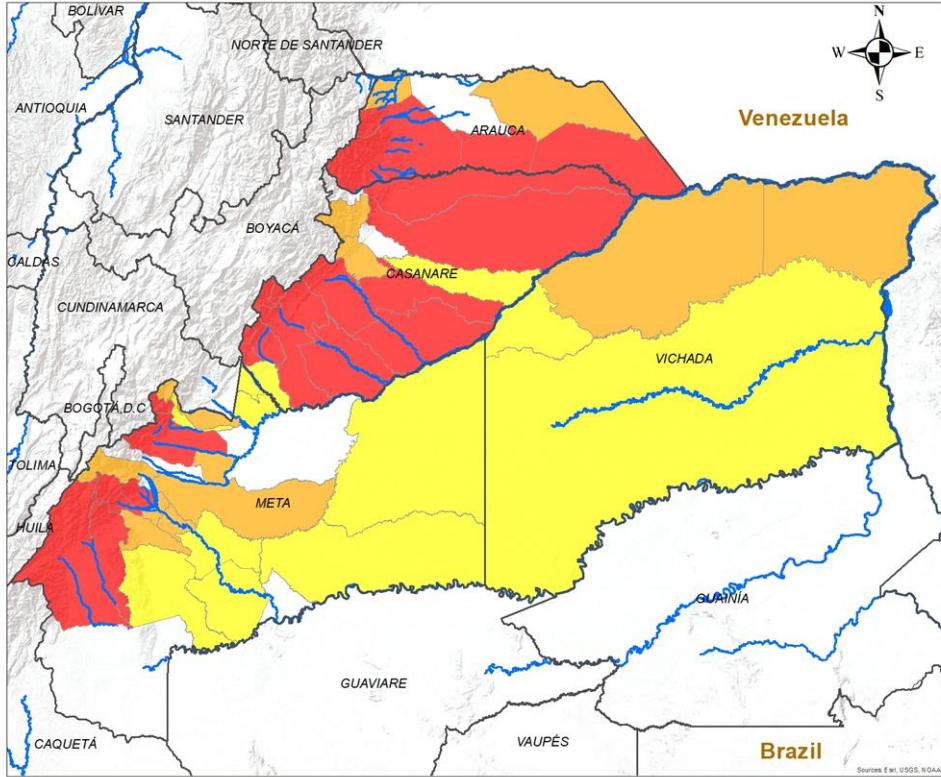 BOLÍVAR
N
NORTE DE SANTANDER
W
E
S
ANTIOQUIA
SANTANDER
Venezuela
ARAUCA
BOYACÁ
CALDAS
CASANARE
CUNDINAMARCA
VICHADA
BOGOTÁ D.C
TOLIMA
META
HUILA
GUAINÍA
GUAVIARE
VAUPÉS
CAQUETÁ
Brazil
Sources: Esri, USGS, NOAA